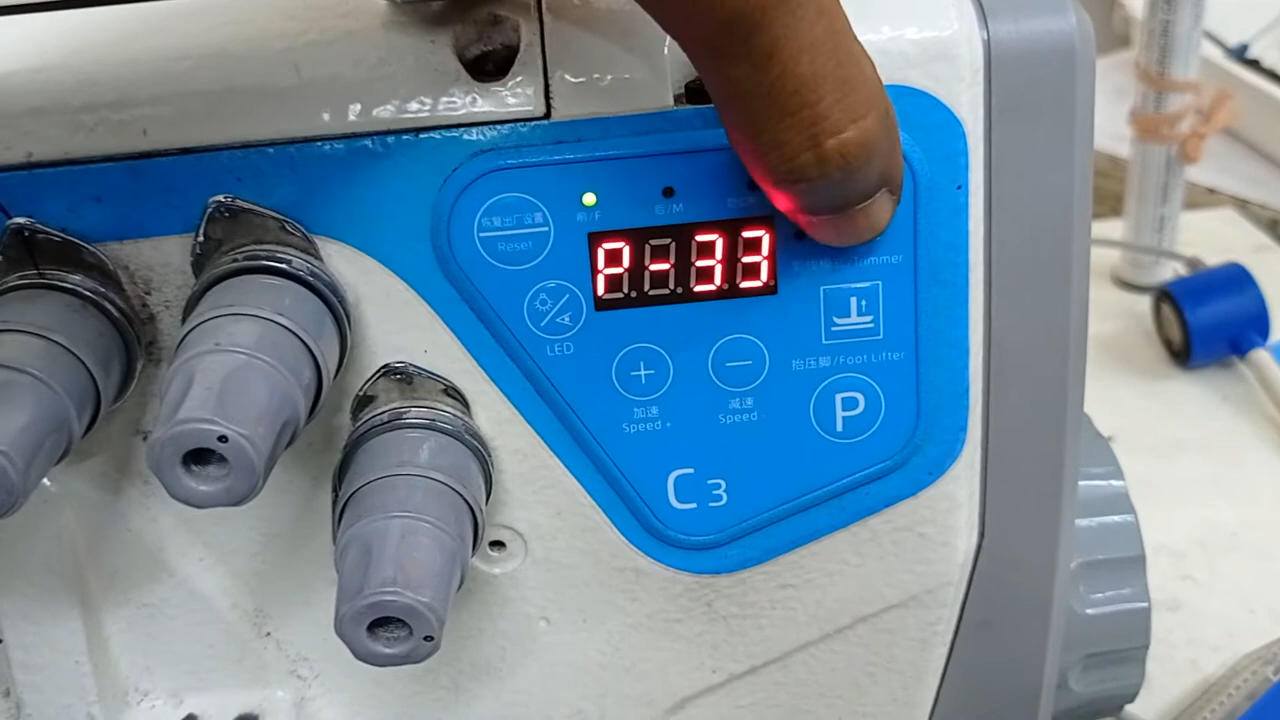 恢复出厂设置
Reset
前/F
后/M
P-33
Trimmer
LED
抬压脚/Foot Lifter
加速
Speed +
减速
Speed -
P
C3